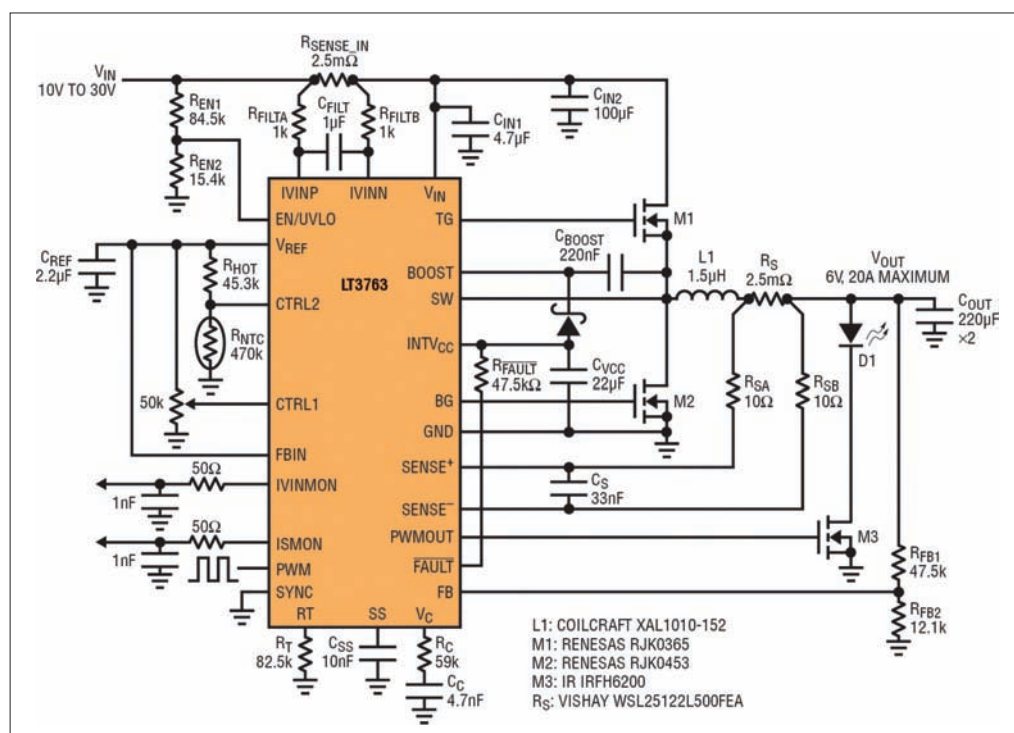 RSENSE_IN
2.5mΩ
VIN
10V TO 30V
REN1
84.5k
RFILTA
1k
CFILT
1µF
RFILTB
1k
CIN1
4.7µF
CIN2
100µF
REN2
15.4k
IVINP
IVINN
VIN
EN/UVLO
TG
M1
CREF
2.2µF
VREF
RHOT
45.3k
LT3763
CBOOST
220nF
BOOST
L1
1.5µH
RS
2.5mΩ
VOUT
6V, 20A MAXIMUM
CTRL2
SW
COUT
220µF
×2
RNTC
470k
INTVCC
D1
RFAULT
47.5kΩ
CVCC
22µF
RSA
10Ω
RSB
10Ω
50k
CTRL1
BG
M2
GND
FBIN
SENSE+
50Ω
IVINMON
CS
33nF
1nF
SENSE–
50Ω
ISMON
PWMOUT
M3
1nF
PWM
FAULT
RFB1
47.5k
SYNC
FB
RT
SS
VC
RFB2
12.1k
RT
82.5k
CSS
10nF
RC
59k
CC
4.7nF
L1: COILCRAFT XAL1010-152
M1: RENESAS RJK0365
M2: RENESAS RJK0453
M3: IR IRFH6200
RS: VISHAY WSL25122L500FEA